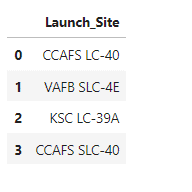 Launch_Site
0 CCAFS LC-40
1 VAFB SLC-4E
2 KSC LC-39A
3 CCAFS SLC-40